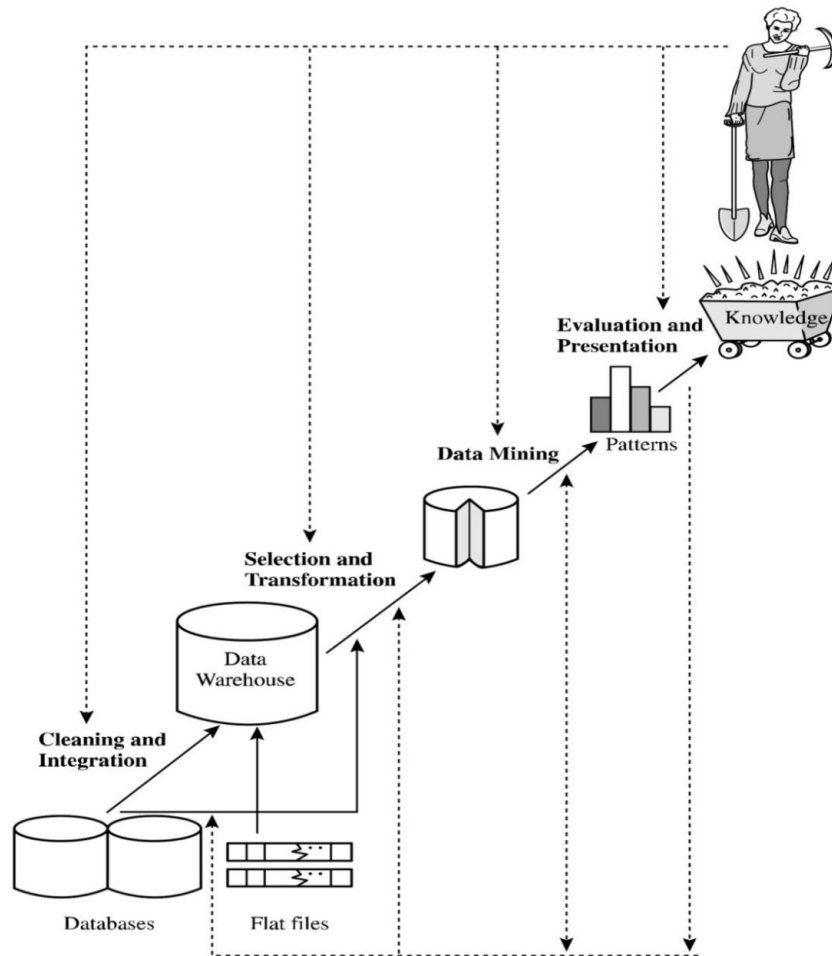 Knowledge
Evaluation and
Presentation
Patterns
Data Mining
Selection and
Transformation
Data
Warehouse
Cleaning and
Integration
Databases
Flat files